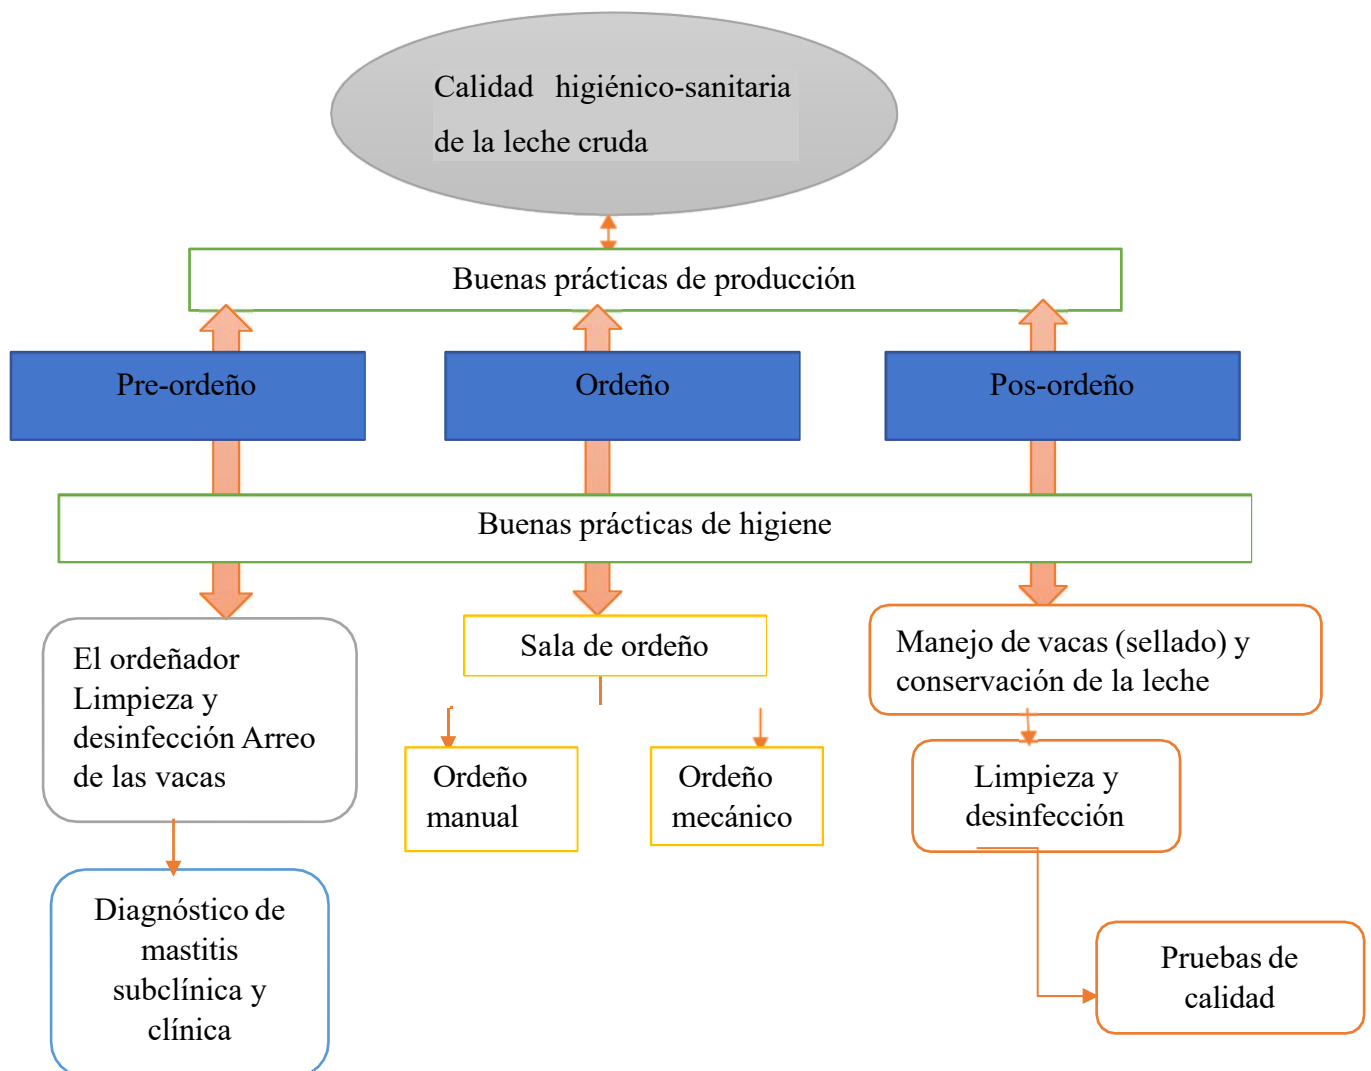 Calidad higiénico-sanitaria
de la leche cruda
Buenas prácticas de producción
Pre-ordeño
Ordeño
Pos-ordeño
Buenas prácticas de higiene
El ordeñador
Limpieza y
desinfección Arreo
de las vacas
Sala de ordeño
Manejo de vacas (sellado) y
conservación de la leche
Ordeño
manual
Ordeño
mecánico
Limpieza y
desinfección
Diagnóstico de
mastitis
subclínica y
clínica
Pruebas de
calidad